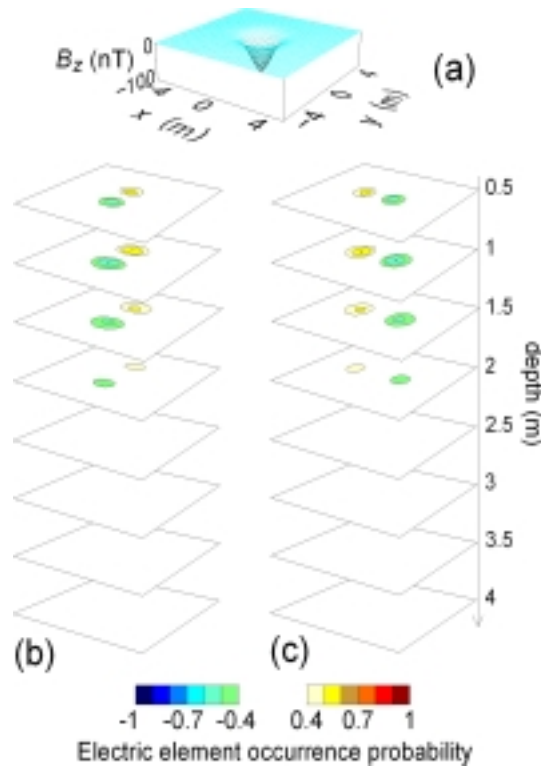 0
B_z (nT)
-100
(a)
-4 0 4
x (m)
-4 0 4
y (m)
0.5
1
1.5
2
2.5
3
3.5
4
depth (m)
(b)
(c)
-1 -0.7 -0.4
0.4 0.7 1
Electric element occurrence probability